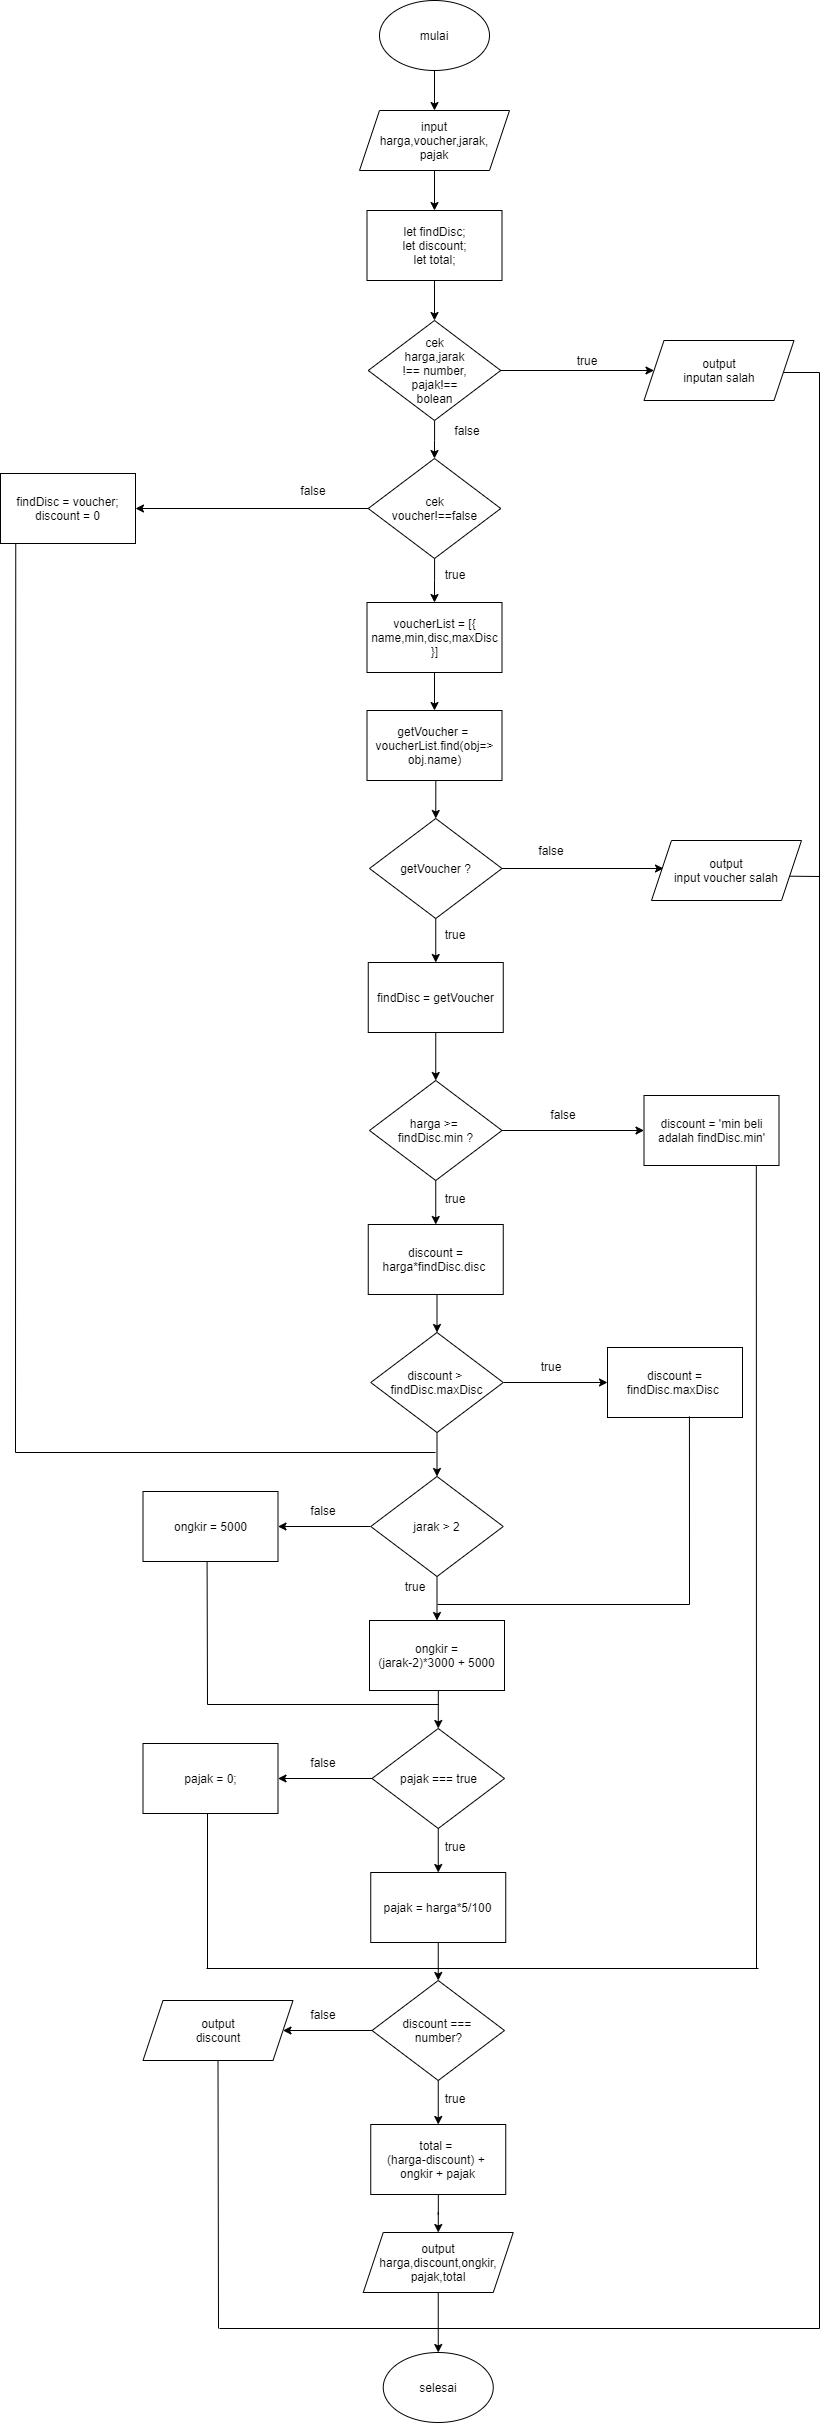 mulai
input
harga,voucher,jarak,
pajak
let findDisc;
let discount;
let total;
cek
harga,jarak
!== number,
pajak!==
bolean
true
output
inputan salah
false
cek
voucher!==false
false
findDisc = voucher;
discount = 0
true
voucherList = [{
name,min,disc,maxDisc
}]
getVoucher =
voucherList.find(obj=>
obj.name)
getVoucher ?
false
output
input voucher salah
true
findDisc = getVoucher
harga >=
findDisc.min ?
false
discount = 'min beli
adalah findDisc.min'
true
discount =
harga*findDisc.disc
discount >
findDisc.maxDisc
true
discount =
findDisc.maxDisc
jarak > 2
false
ongkir = 5000
true
ongkir =
(jarak-2)*3000 + 5000
pajak === true
false
pajak = 0;
true
pajak = harga*5/100
discount ===
number?
false
output
discount
true
total =
(harga-discount) +
ongkir + pajak
output
harga,discount,ongkir,
pajak,total
selesai